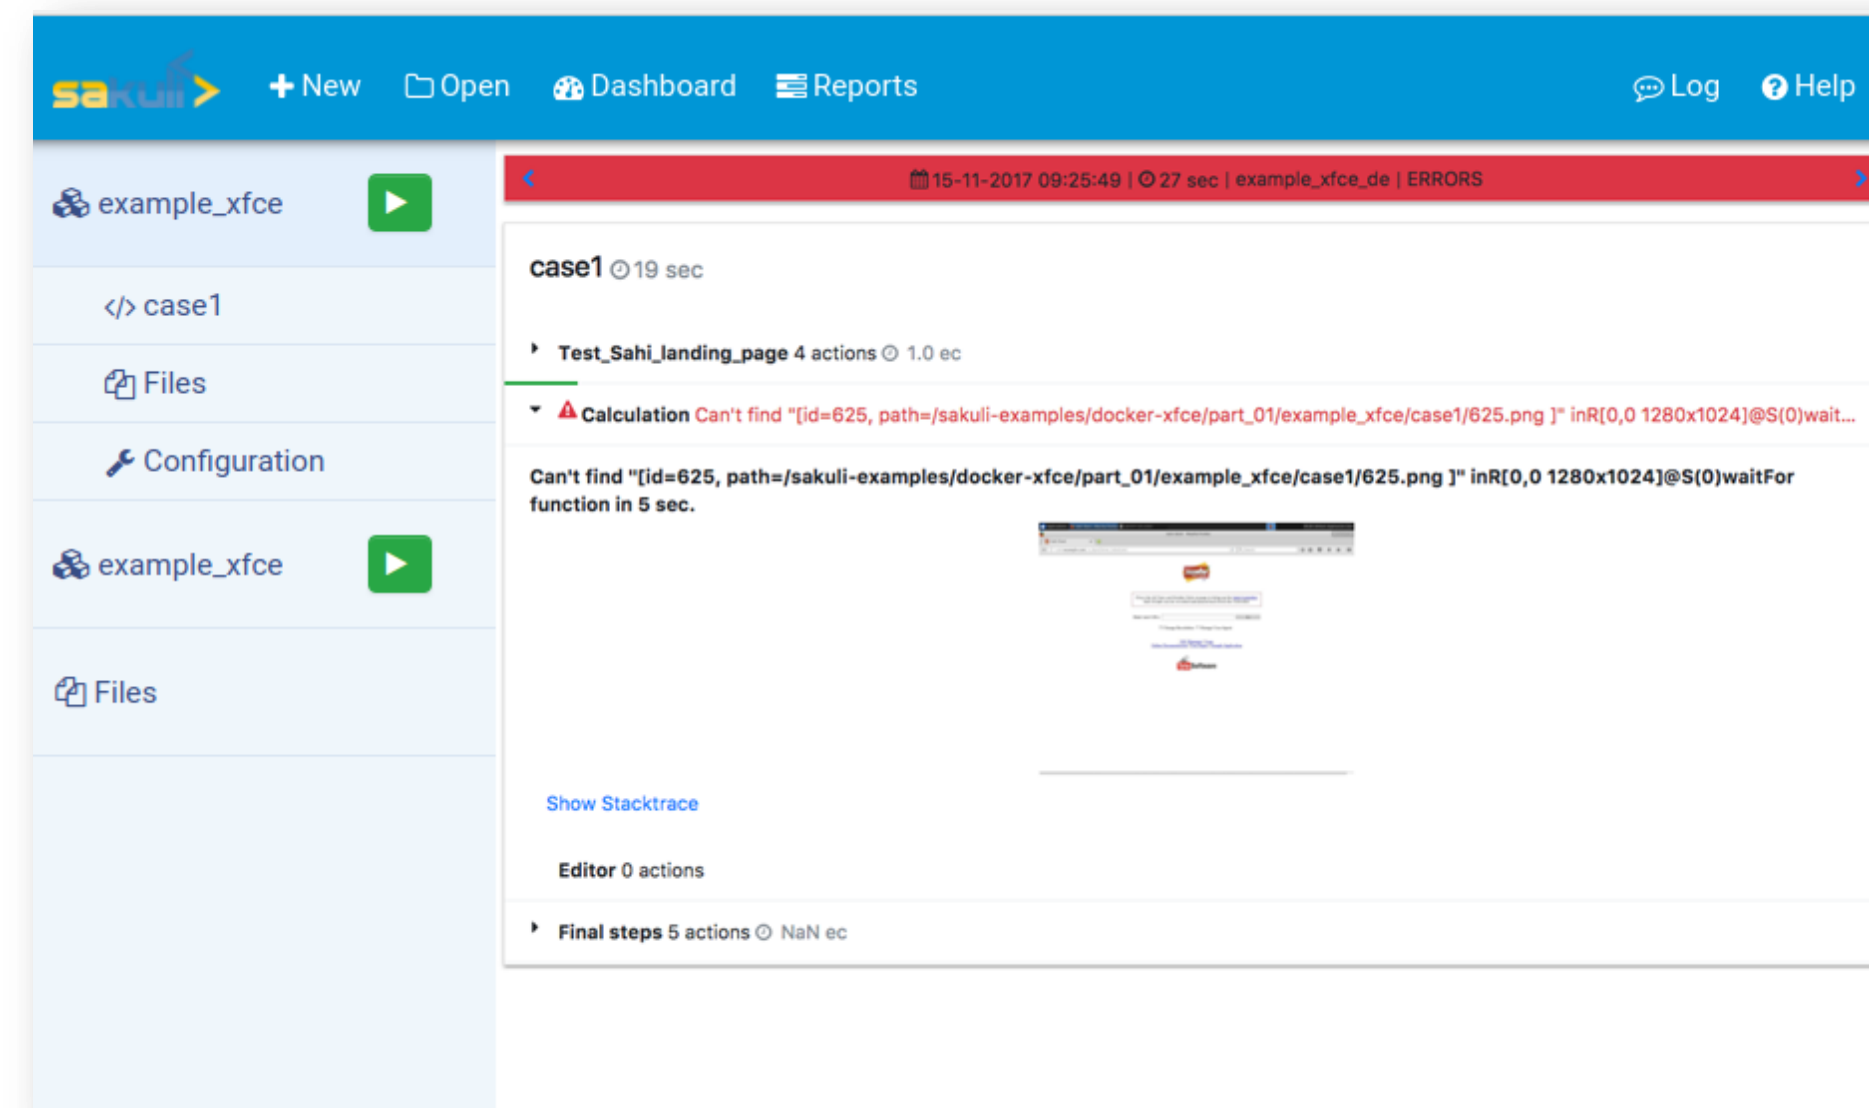 sakuli>
New
Open
Dashboard
Reports
Log
Help
example_xfce
case1
Files
Configuration
example_xfce
Files
15-11-2017 09:25:49 | 27 sec | example_xfce_de | ERRORS
case1 19 sec
Test_Sahi_landing_page 4 actions 1.0 ec
Calculation Can't find "[id=625, path=/sakuli-examples/docker-xfce/part_01/example_xfce/case1/625.png ]" inR[0,0 1280x1024]@S(0)wait...
Can't find "[id=625, path=/sakuli-examples/docker-xfce/part_01/example_xfce/case1/625.png ]" inR[0,0 1280x1024]@S(0)waitFor
function in 5 sec.
Show Stacktrace
Editor 0 actions
Final steps 5 actions NaN ec